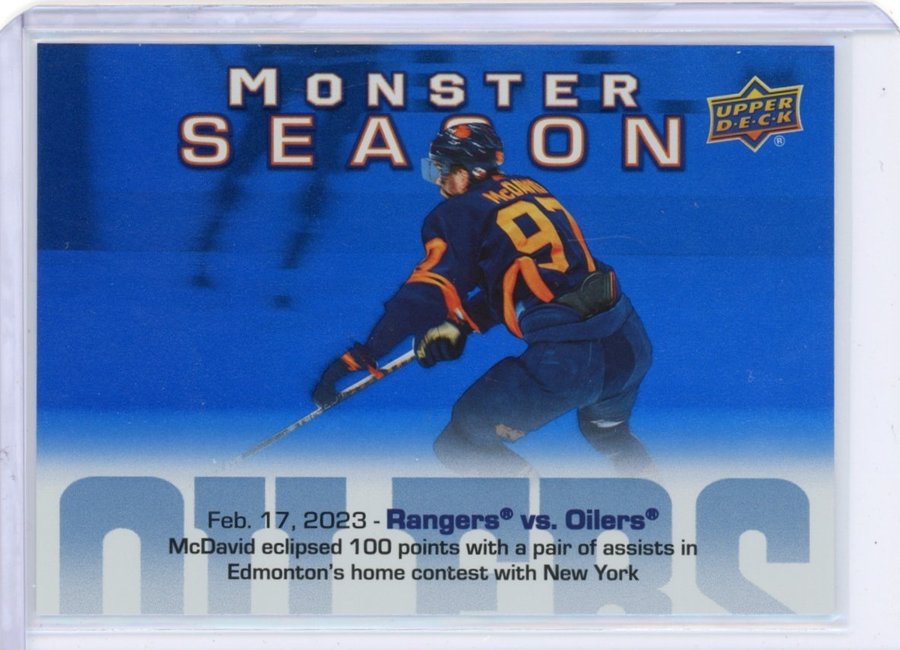 MONSTER
SEASON
UPPER
D·E·C·K
®
McDAVID
97
OILERS
Feb. 17, 2023 - Rangers® vs. Oilers®
McDavid eclipsed 100 points with a pair of assists in
Edmonton's home contest with New York